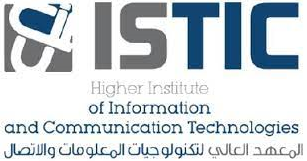 ISTIC
Higher Institute
of Information
and Communication Technologies
المعهد العالي لتكنولوجيات المعلومات والاتصال